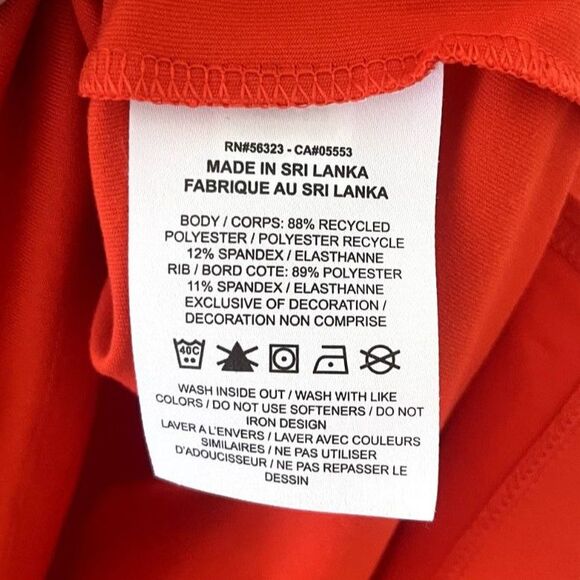 RN#56323 - CA#05553
MADE IN SRI LANKA
FABRIQUE AU SRI LANKA
BODY / CORPS: 88% RECYCLED
POLYESTER / POLYESTER RECYCLE
12% SPANDEX / ELASTHANNE
RIB / BORD COTE: 89% POLYESTER
11% SPANDEX / ELASTHANNE
EXCLUSIVE OF DECORATION /
DECORATION NON COMPRISE
40C
WASH INSIDE OUT / WASH WITH LIKE
COLORS / DO NOT USE SOFTENERS / DO NOT
IRON DESIGN
LAVER A L'ENVERS / LAVER AVEC COULEURS
SIMILAIRES / NE PAS UTILISER
D'ADOUCISSEUR / NE PAS REPASSER LE
DESSIN